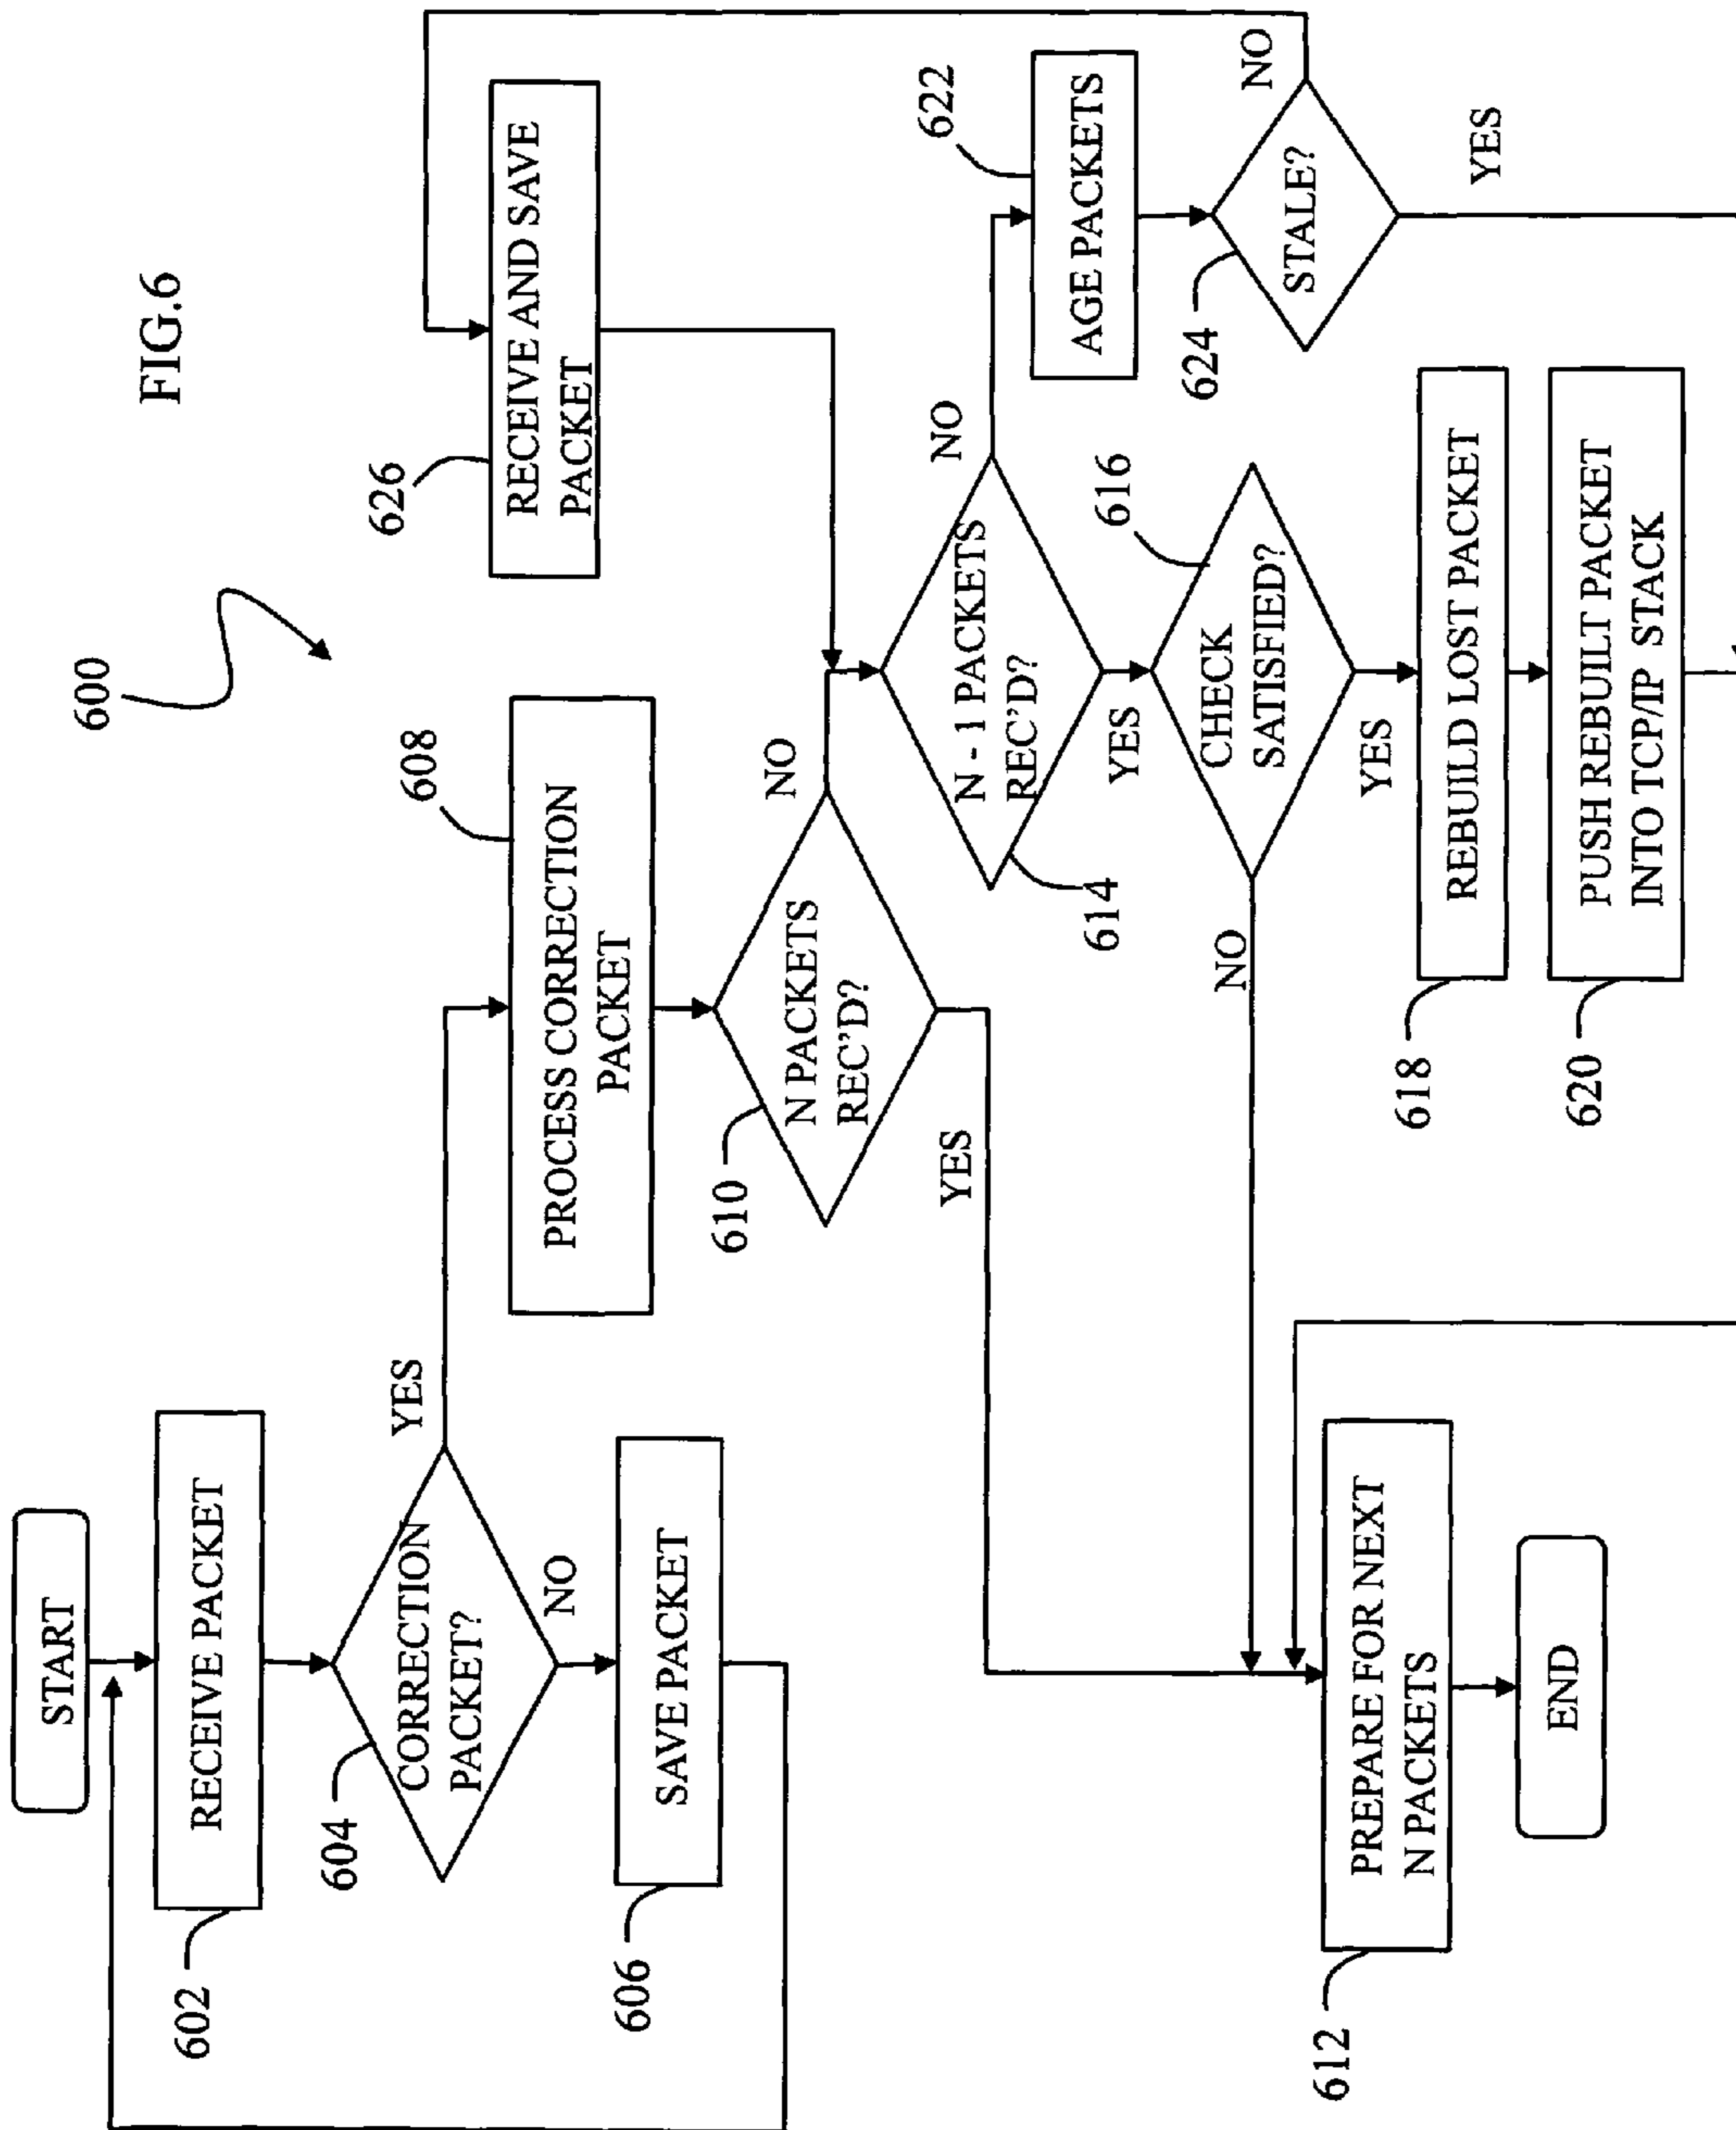 FIG.6
600
START
602
RECEIVE PACKET
604
CORRECTION
PACKET?
YES
NO
606
SAVE PACKET
608
PROCESS CORRECTION
PACKET
610
N PACKETS
REC'D?
NO
YES
626
RECEIVE AND SAVE
PACKET
614
N - 1 PACKETS
REC'D?
NO
YES
622
AGE PACKETS
624
STALE?
NO
YES
616
CHECK
SATISFIED?
NO
YES
618
REBUILD LOST PACKET
620
PUSH REBUILT PACKET
INTO TCP/IP STACK
612
PREPARE FOR NEXT
N PACKETS
END